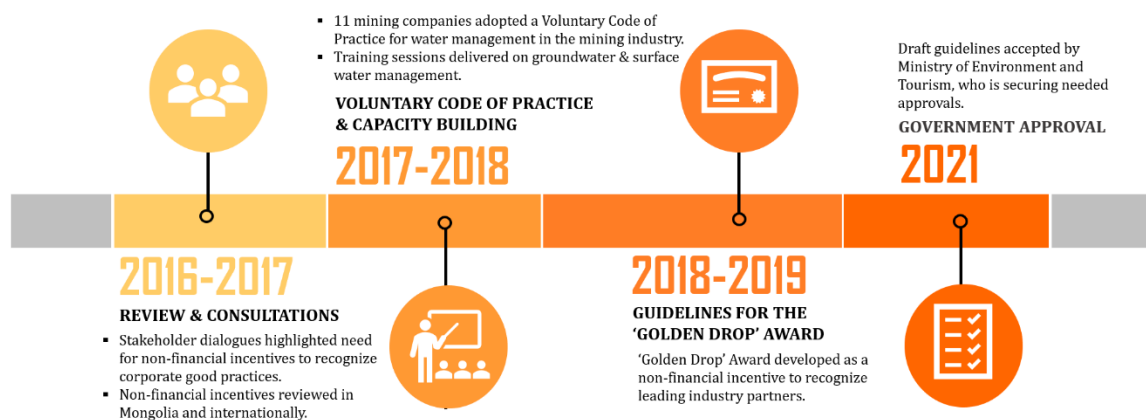 ▪ 11 mining companies adopted a Voluntary Code of
Practice for water management in the mining industry.
▪ Training sessions delivered on groundwater & surface
water management.
VOLUNTARY CODE OF PRACTICE
& CAPACITY BUILDING
2017-2018
Draft guidelines accepted by
Ministry of Environment and
Tourism, who is securing needed
approvals.
GOVERNMENT APPROVAL
2021
2016-2017
REVIEW & CONSULTATIONS
▪ Stakeholder dialogues highlighted need
for non-financial incentives to recognize
corporate good practices.
▪ Non-financial incentives reviewed in
Mongolia and internationally.
2018-2019
GUIDELINES FOR THE
‘GOLDEN DROP’ AWARD
‘Golden Drop’ Award developed as a
non-financial incentive to recognize
leading industry partners.